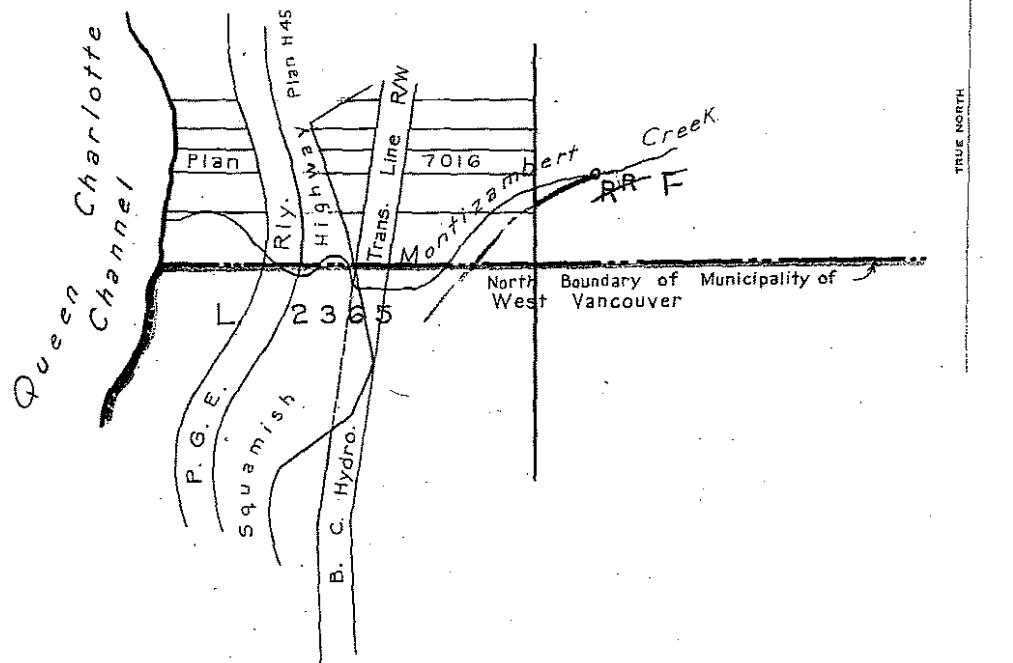 Queen Charlotte
Channel
Plan H45
Rly.
Highway
Trans. Line R/W
Plan 7016
Montizambert Creek
RR F
TRUE NORTH
North Boundary of Municipality of
West Vancouver
L 2365
P. G. E.
Squamish
B. C. Hydro.